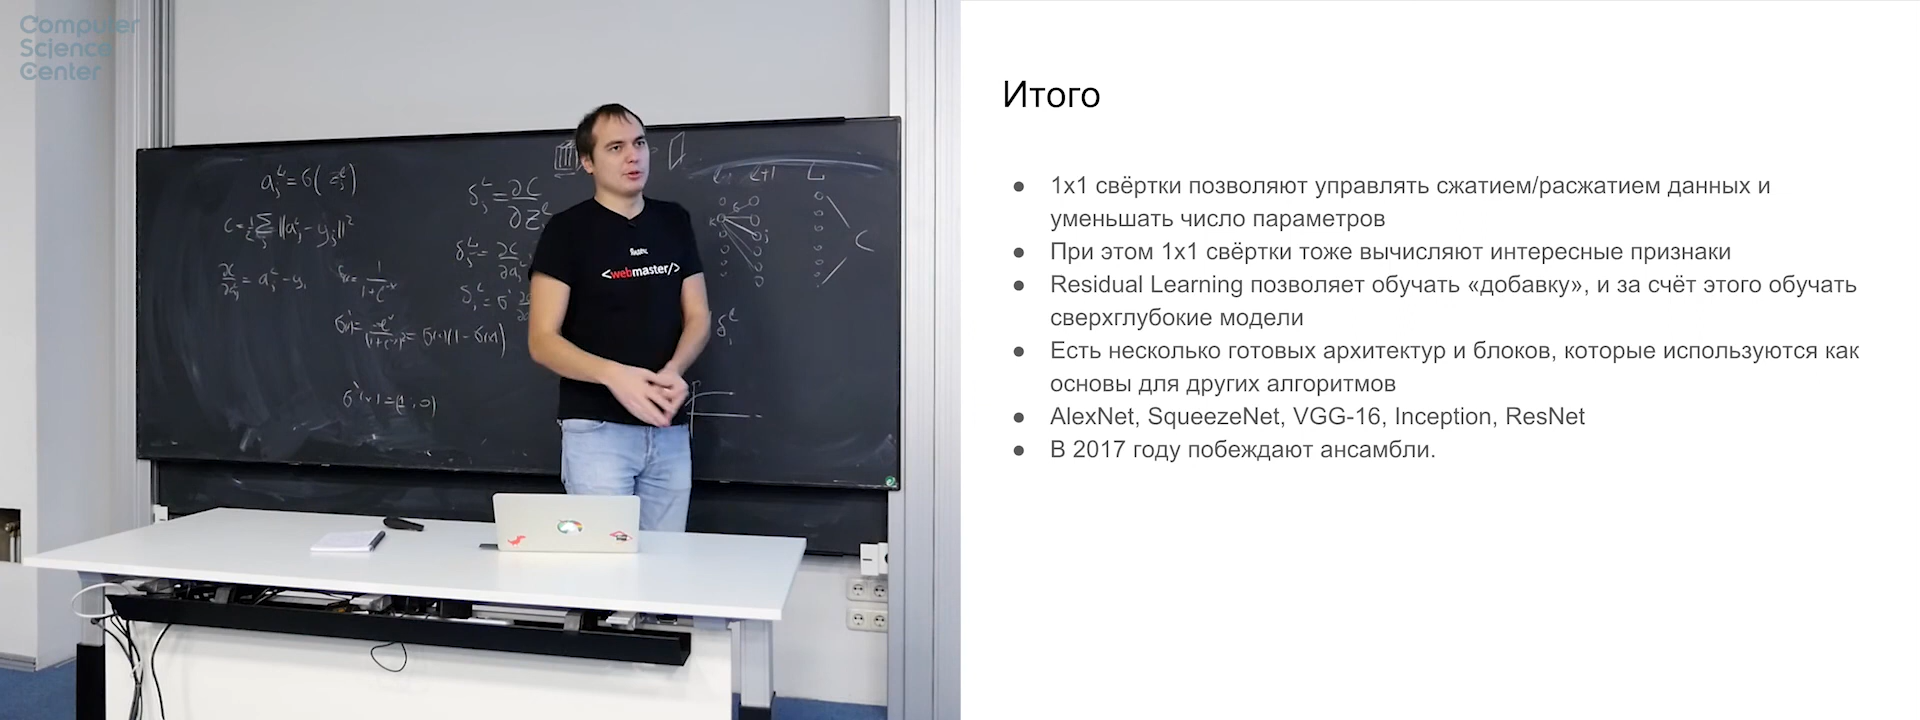 Computer
Science
Center
Яндекс
<webmaster/>
L
l+1
C
Итого
● 1x1 свёртки позволяют управлять сжатием/расжатием данных и
уменьшать число параметров
● При этом 1x1 свёртки тоже вычисляют интересные признаки
● Residual Learning позволяет обучать «добавку», и за счёт этого обучать
сверхглубокие модели
● Есть несколько готовых архитектур и блоков, которые используются как
основы для других алгоритмов
● AlexNet, SqueezeNet, VGG-16, Inception, ResNet
● В 2017 году побеждают ансамбли.